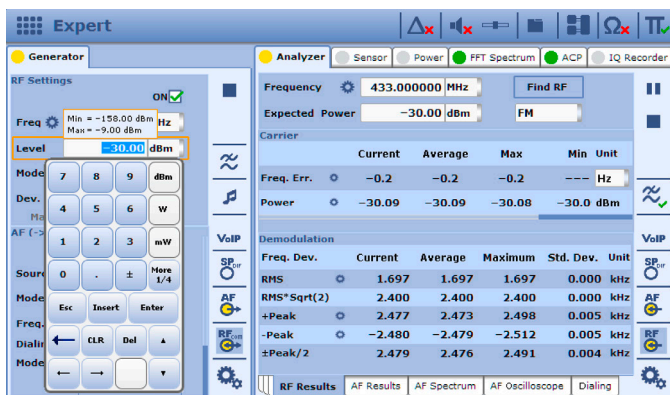 Expert
Generator
RF Settings
ON
Freq
Min = −158.00 dBm
Max = −9.00 dBm
Hz
Level −30.00 dBm
Mode
Dev.
Ma
AF (->
Sourc
Mode
Freq.
Dialin
Mode
7 8 9 dBm
4 5 6 W
1 2 3 mW
0 . ± More 1/4
Esc Insert Enter
← CLR Del ▲
← → ▼
VoIP
SP
AF
RF
Analyzer Sensor Power FFT Spectrum ACP IQ Recorder
Frequency 433.000000 MHz Find RF
Expected Power −30.00 dBm FM
Carrier
Current Average Max Min Unit
Freq. Err. −0.2 −0.2 −0.2 --- Hz
Power −30.09 −30.09 −30.08 −30.0 dBm
Demodulation
Freq. Dev. Current Average Maximum Std. Dev. Unit
RMS 1.697 1.697 1.697 0.000 kHz
RMS*Sqrt(2) 2.400 2.400 2.400 0.000 kHz
+Peak 2.477 2.473 2.498 0.005 kHz
-Peak −2.480 −2.479 −2.512 0.005 kHz
±Peak/2 2.479 2.476 2.491 0.004 kHz
RF Results AF Results AF Spectrum AF Oscilloscope Dialing
VoIP
SP
AF
RF